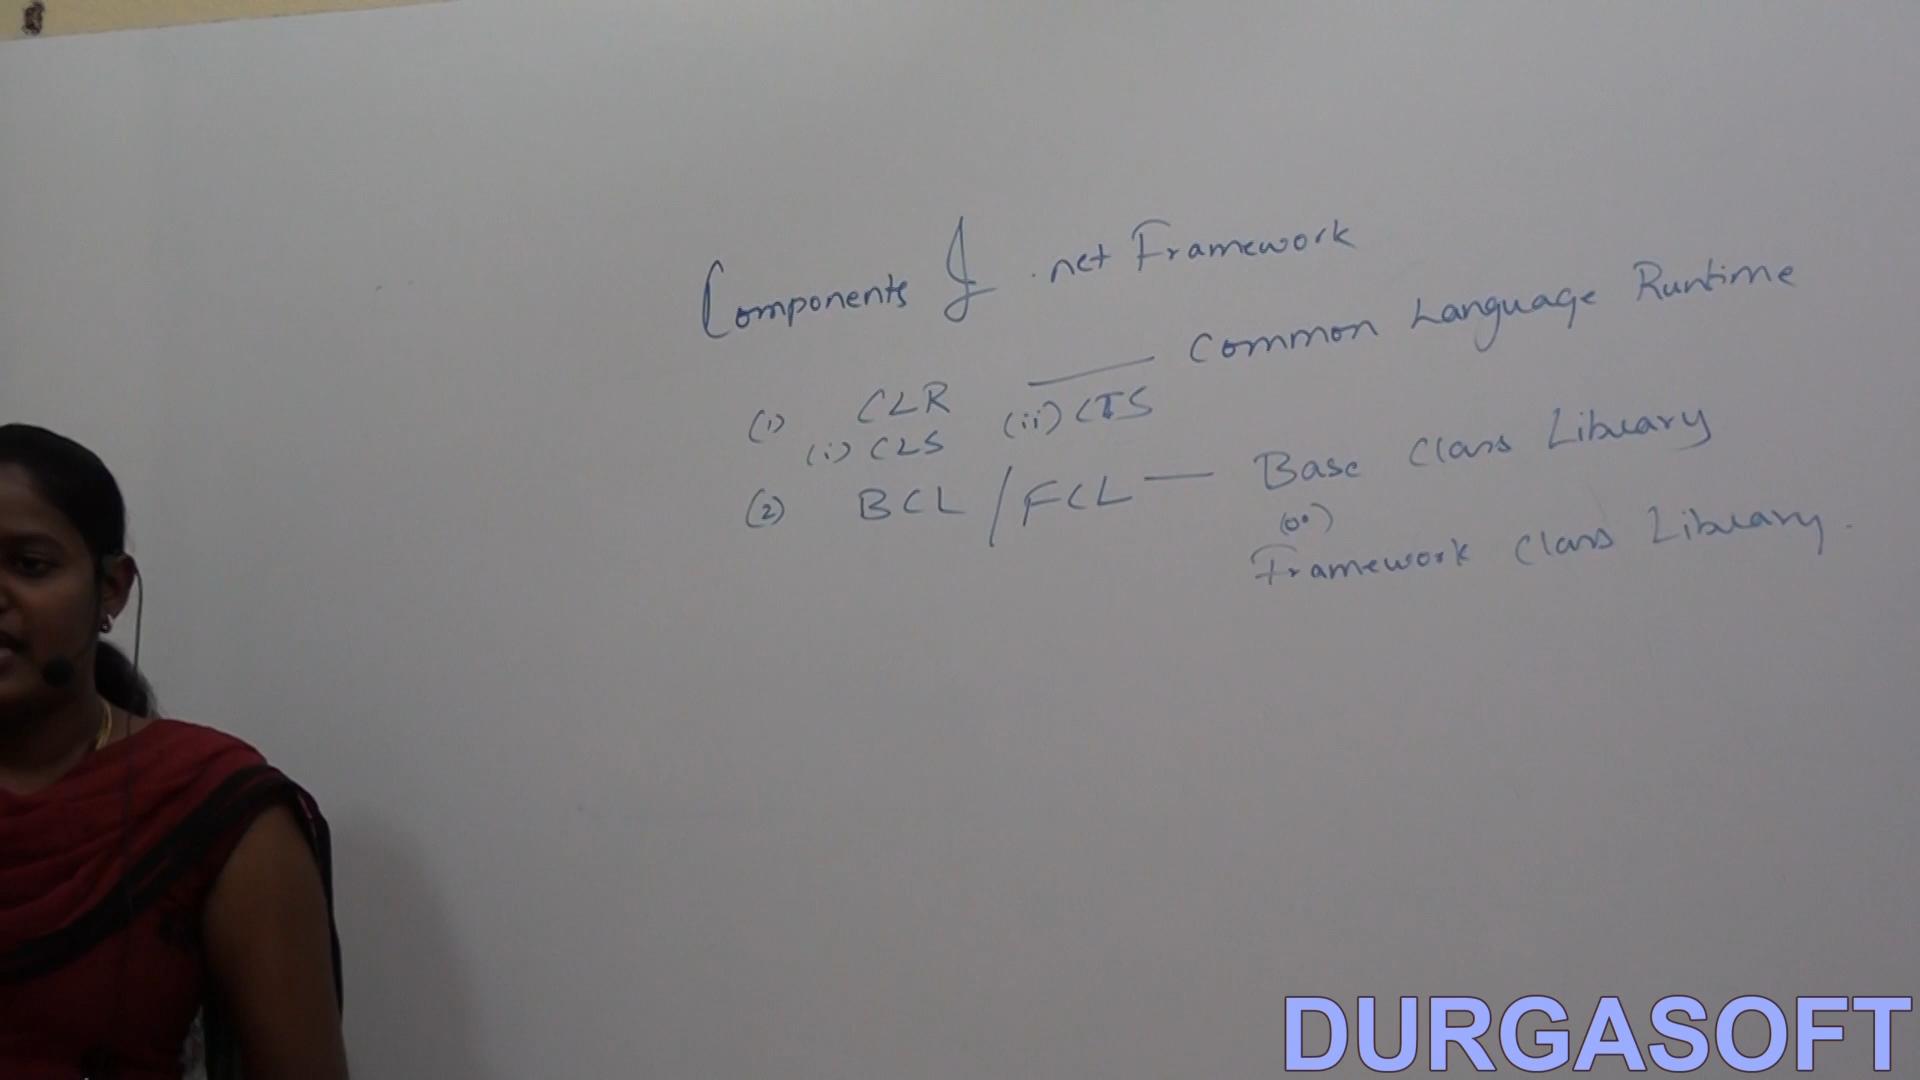 Components of .net Framework
(1) CLR — Common Language Runtime
(i) CLS (ii) CTS
(2) BCL / FCL — Base Class Library
(or)
Framework Class Library.
DURGASOFT